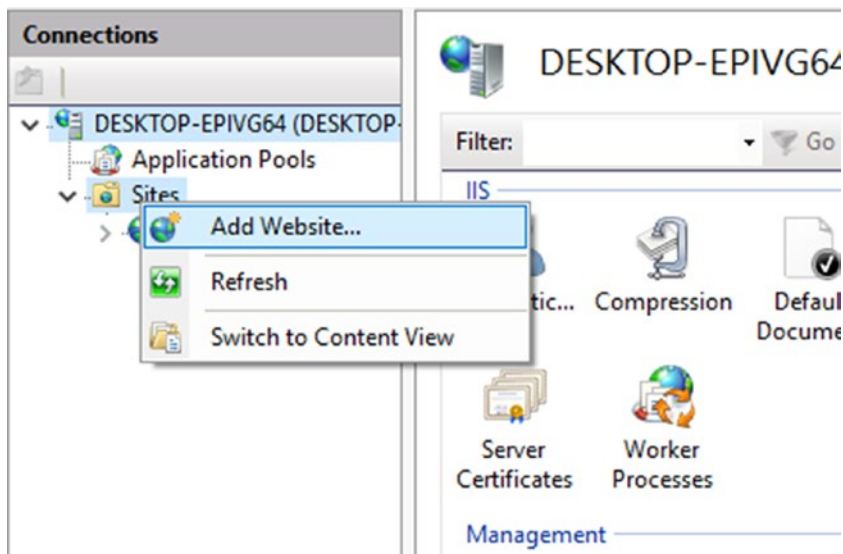 Connections
DESKTOP-EPIVG64 (DESKTOP-
Application Pools
Sites
Add Website...
Refresh
Switch to Content View
DESKTOP-EPIVG64
Filter:
Go
IIS
tic...
Compression
Defaul
Docume
Server
Certificates
Worker
Processes
Management